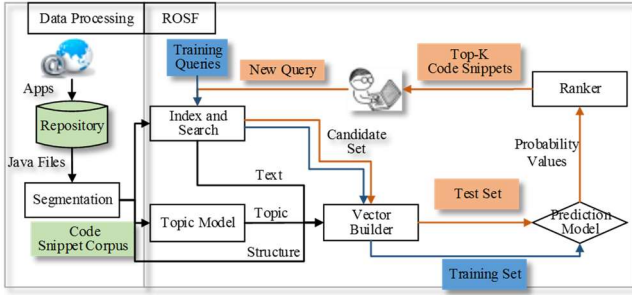 Data Processing
ROSF
Training
Queries
New Query
Top-K
Code Snippets
Apps
Ranker
Repository
Index and
Search
Candidate
Set
Probability
Values
Java Files
Text
Segmentation
Test Set
Topic Model
Topic
Vector
Builder
Prediction
Model
Code
Snippet Corpus
Structure
Training Set